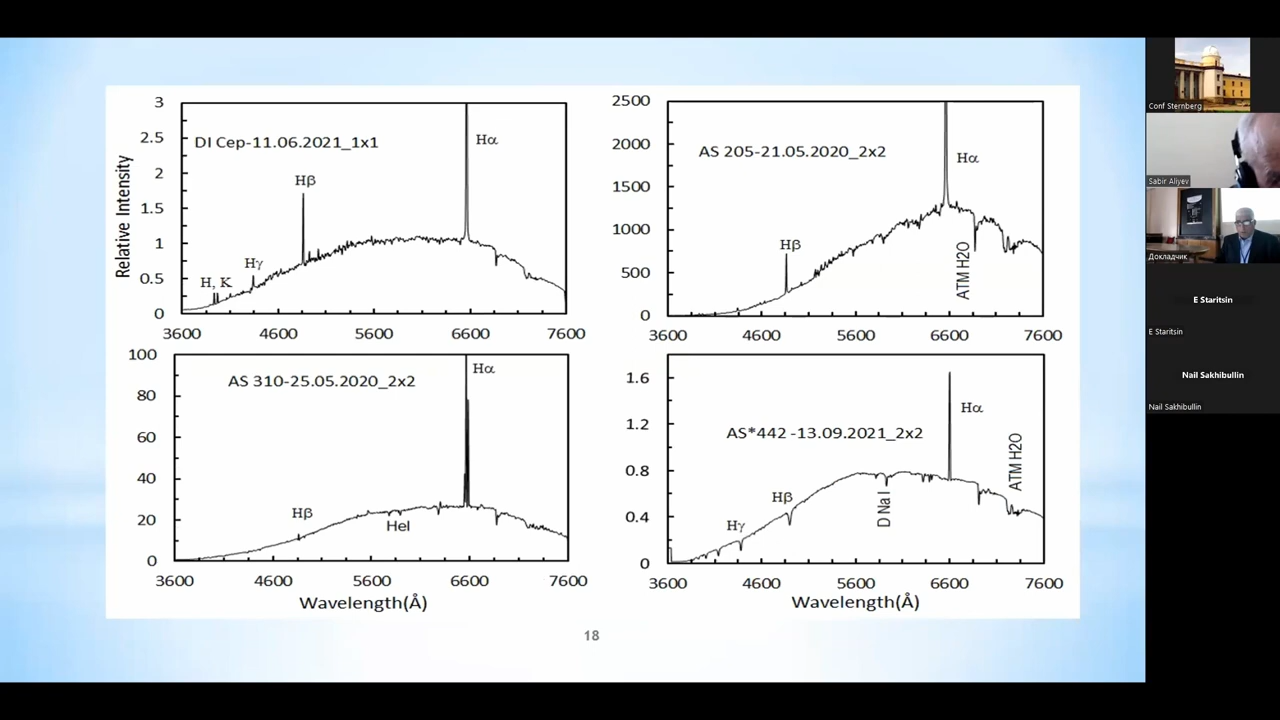 3
2.5
2
1.5
1
0.5
0
Relative Intensity
DI Cep-11.06.2021_1x1
Hα
Hβ
Hγ
H, K
3600 4600 5600 6600 7600
2500
2000
1500
1000
500
0
AS 205-21.05.2020_2x2
Hα
Hβ
ATM H2O
3600 4600 5600 6600 7600
100
80
60
40
20
0
AS 310-25.05.2020_2x2
Hα
Hβ
HeI
3600 4600 5600 6600 7600
Wavelength(Å)
1.6
1.2
0.8
0.4
0
AS*442 -13.09.2021_2x2
Hα
Hβ
Hγ
D Na I
ATM H2O
3600 4600 5600 6600 7600
Wavelength(Å)
18
Conf Sternberg
Sabir Aliyev
Докладчик
E Staritsin
E Staritsin
Nail Sakhibullin
Nail Sakhibullin